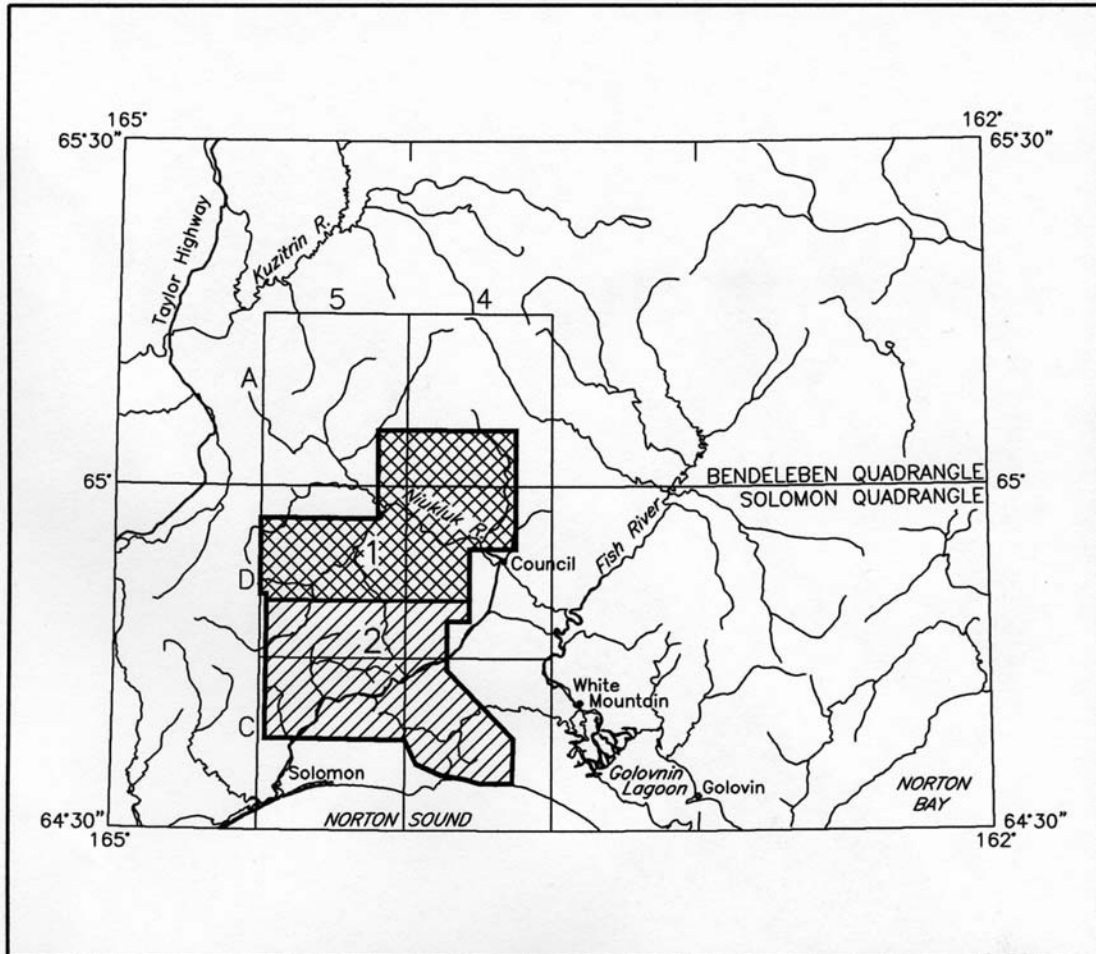 165°
162°
65°30"
65°30"
Taylor Highway
Kuzitrin R.
5
4
A
65°
BENDELEBEN QUADRANGLE
65°
SOLOMON QUADRANGLE
Niukluk R.
Fish River
1
Council
D
2
White
Mountain
C
Solomon
Golovnin
Lagoon
Golovin
NORTON
BAY
NORTON SOUND
64°30"
64°30"
165°
162°